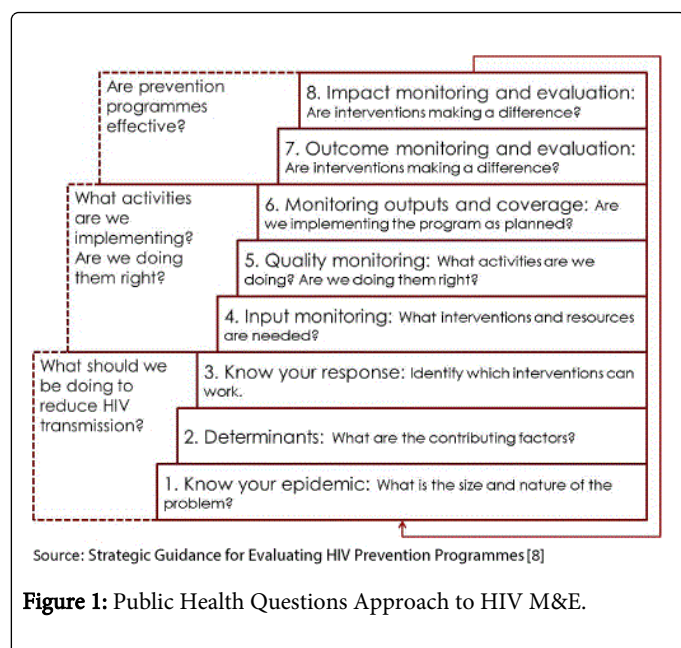 Are prevention
programmes
effective?
8. Impact monitoring and evaluation:
Are interventions making a difference?
7. Outcome monitoring and evaluation:
Are interventions making a difference?
What activities
are we
implementing?
Are we doing
them right?
6. Monitoring outputs and coverage: Are
we implementing the program as planned?
5. Quality monitoring: What activities are we
doing? Are we doing them right?
4. Input monitoring: What interventions and resources
are needed?
What should we
be doing to
reduce HIV
transmission?
3. Know your response: Identify which interventions can
work.
2. Determinants: What are the contributing factors?
1. Know your epidemic: What is the size and nature of the
problem?
Source: Strategic Guidance for Evaluating HIV Prevention Programmes[8]
Figure 1: Public Health Questions Approach to HIV M&E.